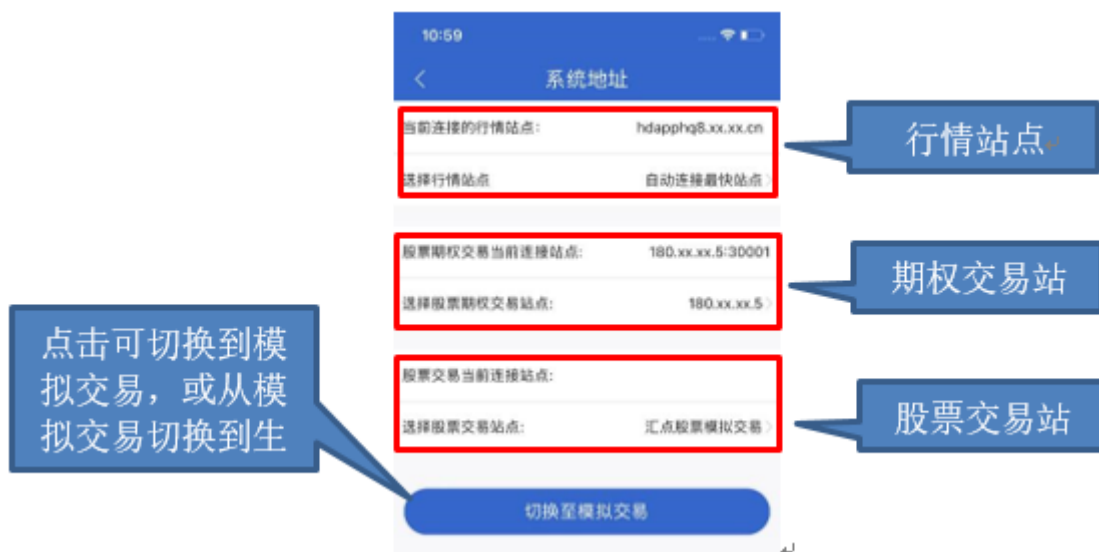 10:59
系统地址
当前连接的行情站点: hdapphq8.xx.xx.cn
选择行情站点 自动连接最快站点
行情站点
股票期权交易当前连接站点: 180.xx.xx.5:30001
选择股票期权交易站点: 180.xx.xx.5
期权交易站
股票交易当前连接站点:
选择股票交易站点: 汇点股票模拟交易
股票交易站
点击可切换到模
拟交易，或从模
拟交易切换到生
切换至模拟交易